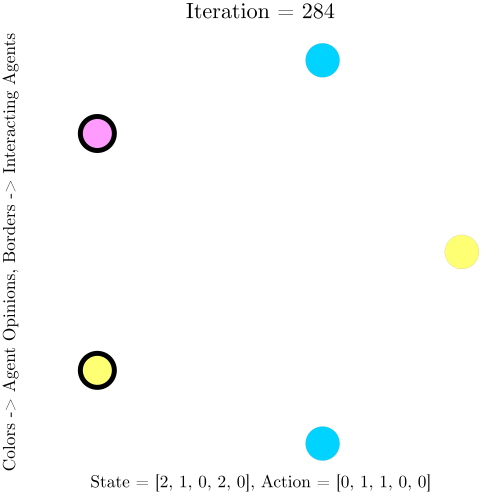 Iteration = 284
Colors -> Agent Opinions, Borders -> Interacting Agents
State = [2, 1, 0, 2, 0], Action = [0, 1, 1, 0, 0]